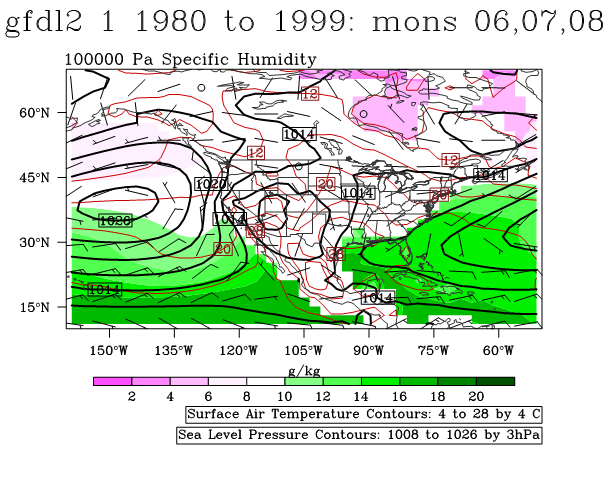 gfdl2 1 1980 to 1999: mons 06,07,08
100000 Pa Specific Humidity
60°N
45°N
30°N
15°N
12
1014
12
12
1020
20
1014
1014
20
1026
1014
28
20
28
1014
1014
150°W 135°W 120°W 105°W 90°W 75°W 60°W
g/kg
2 4 6 8 10 12 14 16 18 20
Surface Air Temperature Contours: 4 to 28 by 4 C
Sea Level Pressure Contours: 1008 to 1026 by 3hPa